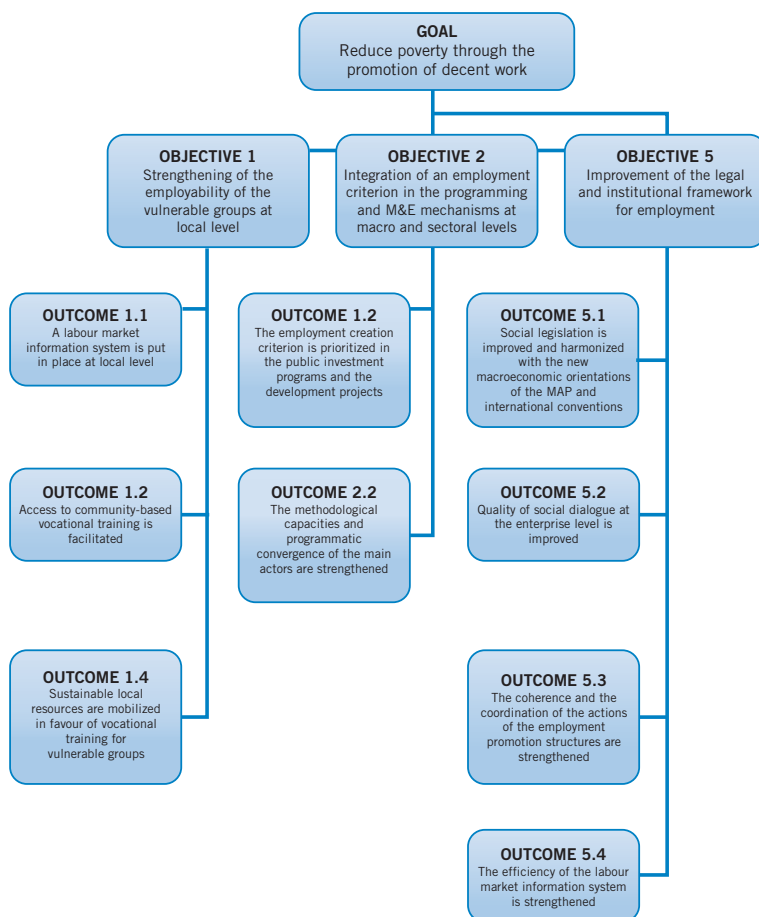 GOAL
Reduce poverty through the
promotion of decent work
OBJECTIVE 1
Strengthening of the
employability of the
vulnerable groups at
local level
OBJECTIVE 2
Integration of an employment
criterion in the programming
and M&E mechanisms at
macro and sectoral levels
OBJECTIVE 5
Improvement of the legal
and institutional framework
for employment
OUTCOME 1.1
A labour market
information system is put
in place at local level
OUTCOME 1.2
The employment creation
criterion is prioritized in
the public investment
programs and the
development projects
OUTCOME 5.1
Social legislation is
improved and harmonized
with the new
macroeconomic orientations
of the MAP and
international conventions
OUTCOME 1.2
Access to community-based
vocational training is
facilitated
OUTCOME 2.2
The methodological
capacities and
programmatic
convergence of the main
actors are strengthened
OUTCOME 5.2
Quality of social dialogue at
the enterprise level is
improved
OUTCOME 1.4
Sustainable local
resources are mobilized
in favour of vocational
training for
vulnerable groups
OUTCOME 5.3
The coherence and the
coordination of the actions
of the employment
promotion structures are
strengthened
OUTCOME 5.4
The efficiency of the labour
market information system
is strengthened